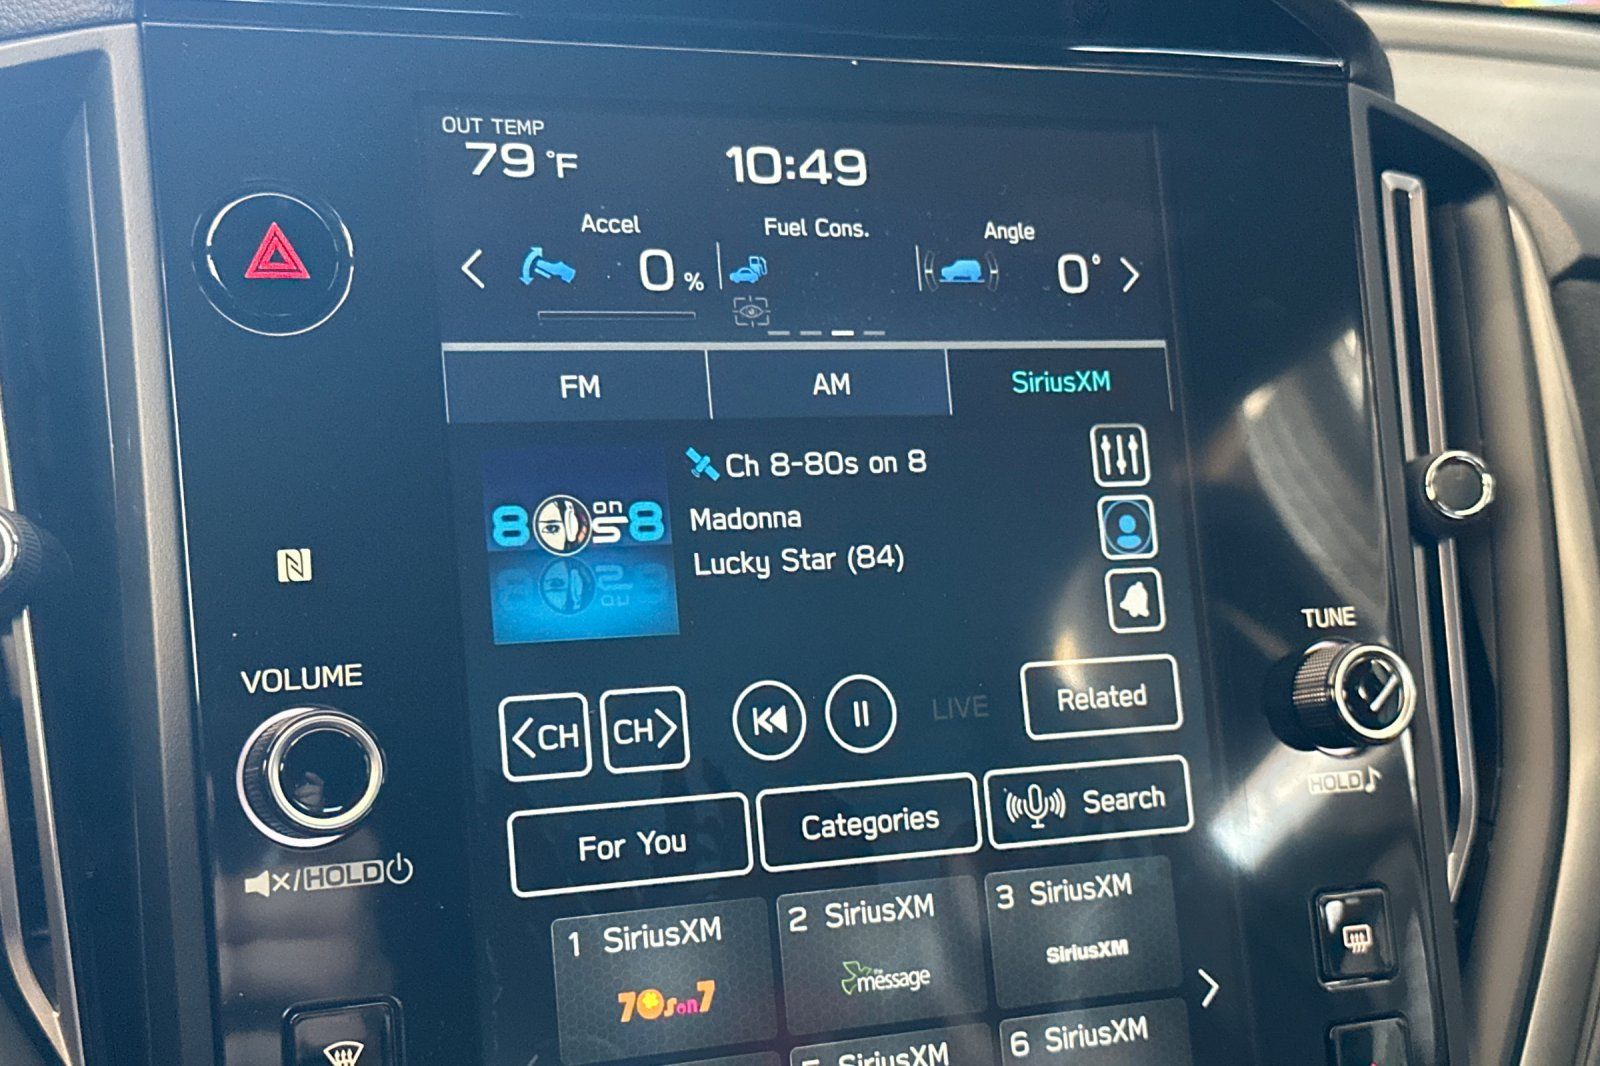 OUT TEMP
79 °F
10:49
Accel
Fuel Cons.
Angle
0 %
0°
FM
AM
SiriusXM
Ch 8-80s on 8
80s on 8
Madonna
Lucky Star (84)
VOLUME
TUNE
<CH
CH>
LIVE
Related
HOLD
For You
Categories
Search
/HOLD
1 SiriusXM
2 SiriusXM
3 SiriusXM
70s on 7
the message
SiriusXM
5 SiriusXM
6 SiriusXM